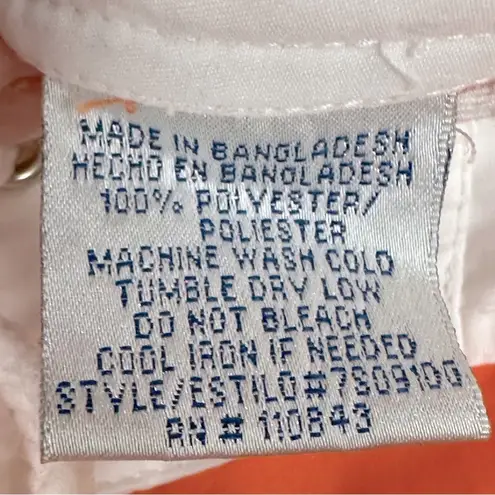 MADE IN BANGLADESH
HECHO EN BANGLADESH
100% POLYESTER/
POLIESTER
MACHINE WASH COLD
TUMBLE DRY LOW
DO NOT BLEACH
COOL IRON IF NEEDED
STYLE/ESTILO#7809100
RN # 110843